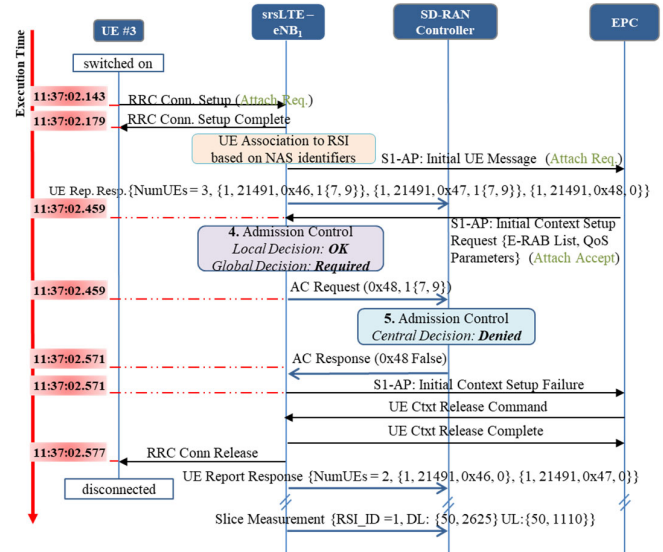 Execution Time
UE #3
srsLTE –
eNB1
SD-RAN
Controller
EPC
switched on
11:37:02.143
RRC Conn. Setup (Attach Req.)
11:37:02.179
RRC Conn. Setup Complete
UE Association to RSI
based on NAS identifiers
S1-AP: Initial UE Message (Attach Req.)
UE Rep. Resp.{NumUEs = 3, {1, 21491, 0x46, 1{7, 9}}, {1, 21491, 0x47, 1{7, 9}}, {1, 21491, 0x48, 0}}
11:37:02.459
S1-AP: Initial Context Setup
Request {E-RAB List, QoS
Parameters} (Attach Accept)
4. Admission Control
Local Decision: OK
Global Decision: Required
11:37:02.459
AC Request (0x48, 1{7, 9})
5. Admission Control
Central Decision: Denied
11:37:02.571
AC Response (0x48 False)
11:37:02.571
S1-AP: Initial Context Setup Failure
UE Ctxt Release Command
UE Ctxt Release Complete
11:37:02.577
RRC Conn Release
UE Report Response {NumUEs = 2, {1, 21491, 0x46, 0}, {1, 21491, 0x47, 0}}
disconnected
Slice Measurement {RSI_ID =1, DL: {50, 2625} UL:{50, 1110}}